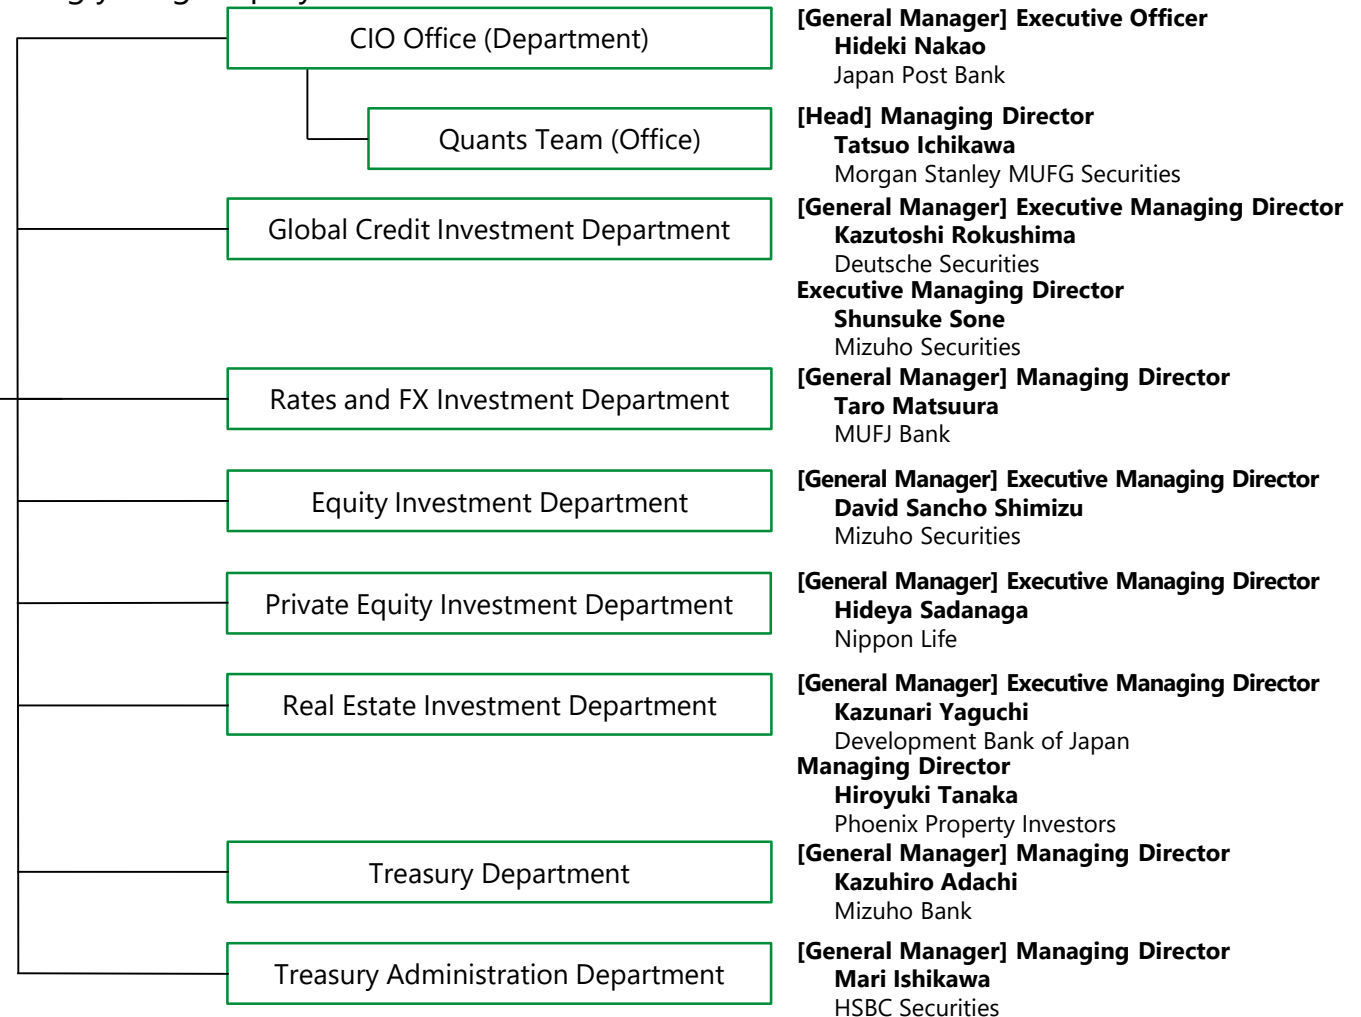 CIO Office (Department)
[General Manager] Executive Officer
Hideki Nakao
Japan Post Bank
Quants Team (Office)
[Head] Managing Director
Tatsuo Ichikawa
Morgan Stanley MUFG Securities
Global Credit Investment Department
[General Manager] Executive Managing Director
Kazutoshi Rokushima
Deutsche Securities
Executive Managing Director
Shunsuke Sone
Mizuho Securities
Rates and FX Investment Department
[General Manager] Managing Director
Taro Matsuura
MUFJ Bank
Equity Investment Department
[General Manager] Executive Managing Director
David Sancho Shimizu
Mizuho Securities
Private Equity Investment Department
[General Manager] Executive Managing Director
Hideya Sadanaga
Nippon Life
Real Estate Investment Department
[General Manager] Executive Managing Director
Kazunari Yaguchi
Development Bank of Japan
Managing Director
Hiroyuki Tanaka
Phoenix Property Investors
Treasury Department
[General Manager] Managing Director
Kazuhiro Adachi
Mizuho Bank
Treasury Administration Department
[General Manager] Managing Director
Mari Ishikawa
HSBC Securities